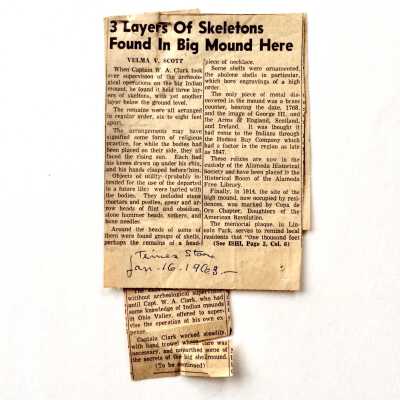 3 Layers Of Skeletons
Found In Big Mound Here
VELMA V. SCOTT
When Captain W. A. Clark took
over supervision of the archeological
operations on the big Indian
mound, he found it held three layers
of skeletons, with yet another
layer below the ground level.
The remains were all arranged
in regular order, six to eight feet
apart.
The arrangements may have
signified some form of religious
practice, for while the bodies had
been placed on their side, they all
faced the rising sun. Each had
his knees drawn up under his chin,
and his hands clasped before him.
Objects of utility (probably intended
for the use of the departed
in a future life) were buried with
the bodies. They included stone
mortars and pestles, spear and arrow
heads of flint and obsidian,
stone hammer heads, sinkers, and
bone needles.
Around the heads of some of
them were found groups of shells,
perhaps the remains of a head-
piece of necklace.
Some shells were ornamented,
the abalone shells in particular,
which bore engravings of a high
order.
The only piece of metal discovered
in the mound was a brass
counter, bearing the date, 1768,
and the image of George III, and
the Arms of England, Scotland,
and Ireland. It was thought it
had come to the Indians through
the Hudson Bay Company which
had a factor in the region as late
as 1847.
These relics are now in the
custody of the Alameda Historical
Society and have been placed in the
Historical Room of the Alameda
Free Library.
Finally, in 1914, the site of the
high mound, now occupied by residences,
was marked by Copa de
Oro Chapter, Daughters of the
American Revolution.
The memorial plaque, in Lincoln
Park, serves to remind local
residents that "One thousand feet
(See ISHI, Page 2, Col. 6)
Times Star
Jan-16-1963-
without archeological supervision
until Capt. W. A. Clark, who had
some knowledge of Indian mounds
in Ohio Valley, offered to supervise
the operation at his own expense.
Captain Clark worked steadily
with hand trowel where care was
necessary, and unearthed some of
the secrets of the big shellmound.
(To be continued)